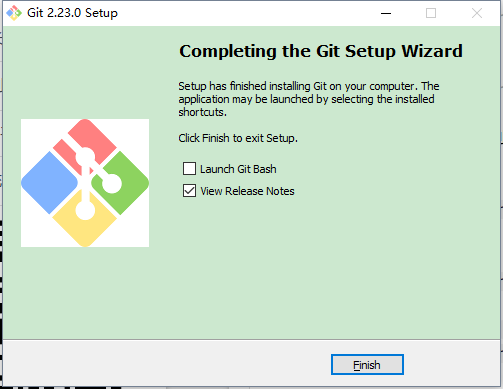 Git 2.23.0 Setup
Completing the Git Setup Wizard
Setup has finished installing Git on your computer. The
application may be launched by selecting the installed
shortcuts.
Click Finish to exit Setup.
Launch Git Bash
View Release Notes
Finish